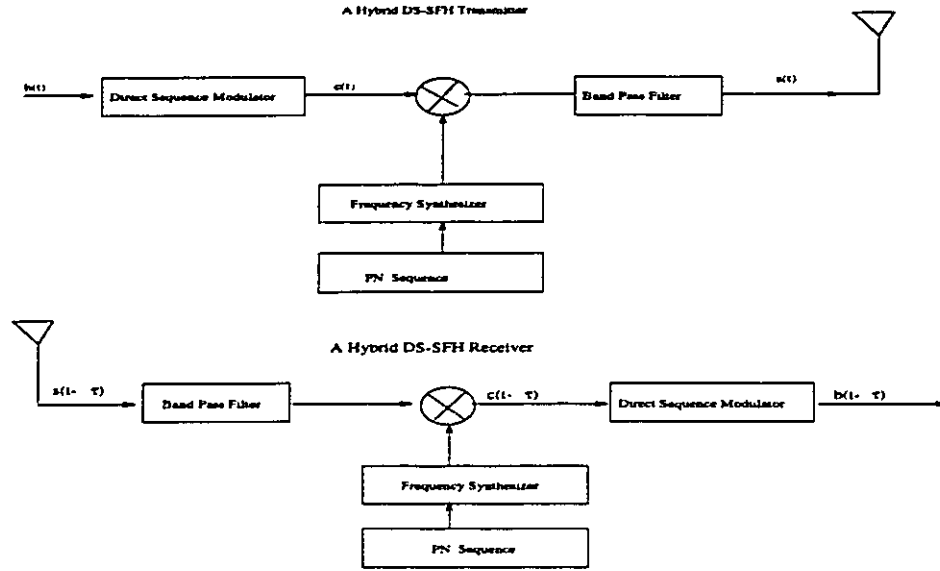 A Hybrid DS-SFH Transmitter
b(t)
Direct Sequence Modulator
c(t)
Band Pass Filter
s(t)
Frequency Synthesizer
PN Sequence
A Hybrid DS-SFH Receiver
s(t- τ)
Band Pass Filter
c(t- τ)
Direct Sequence Modulator
b(t- τ)
Frequency Synthesizer
PN Sequence